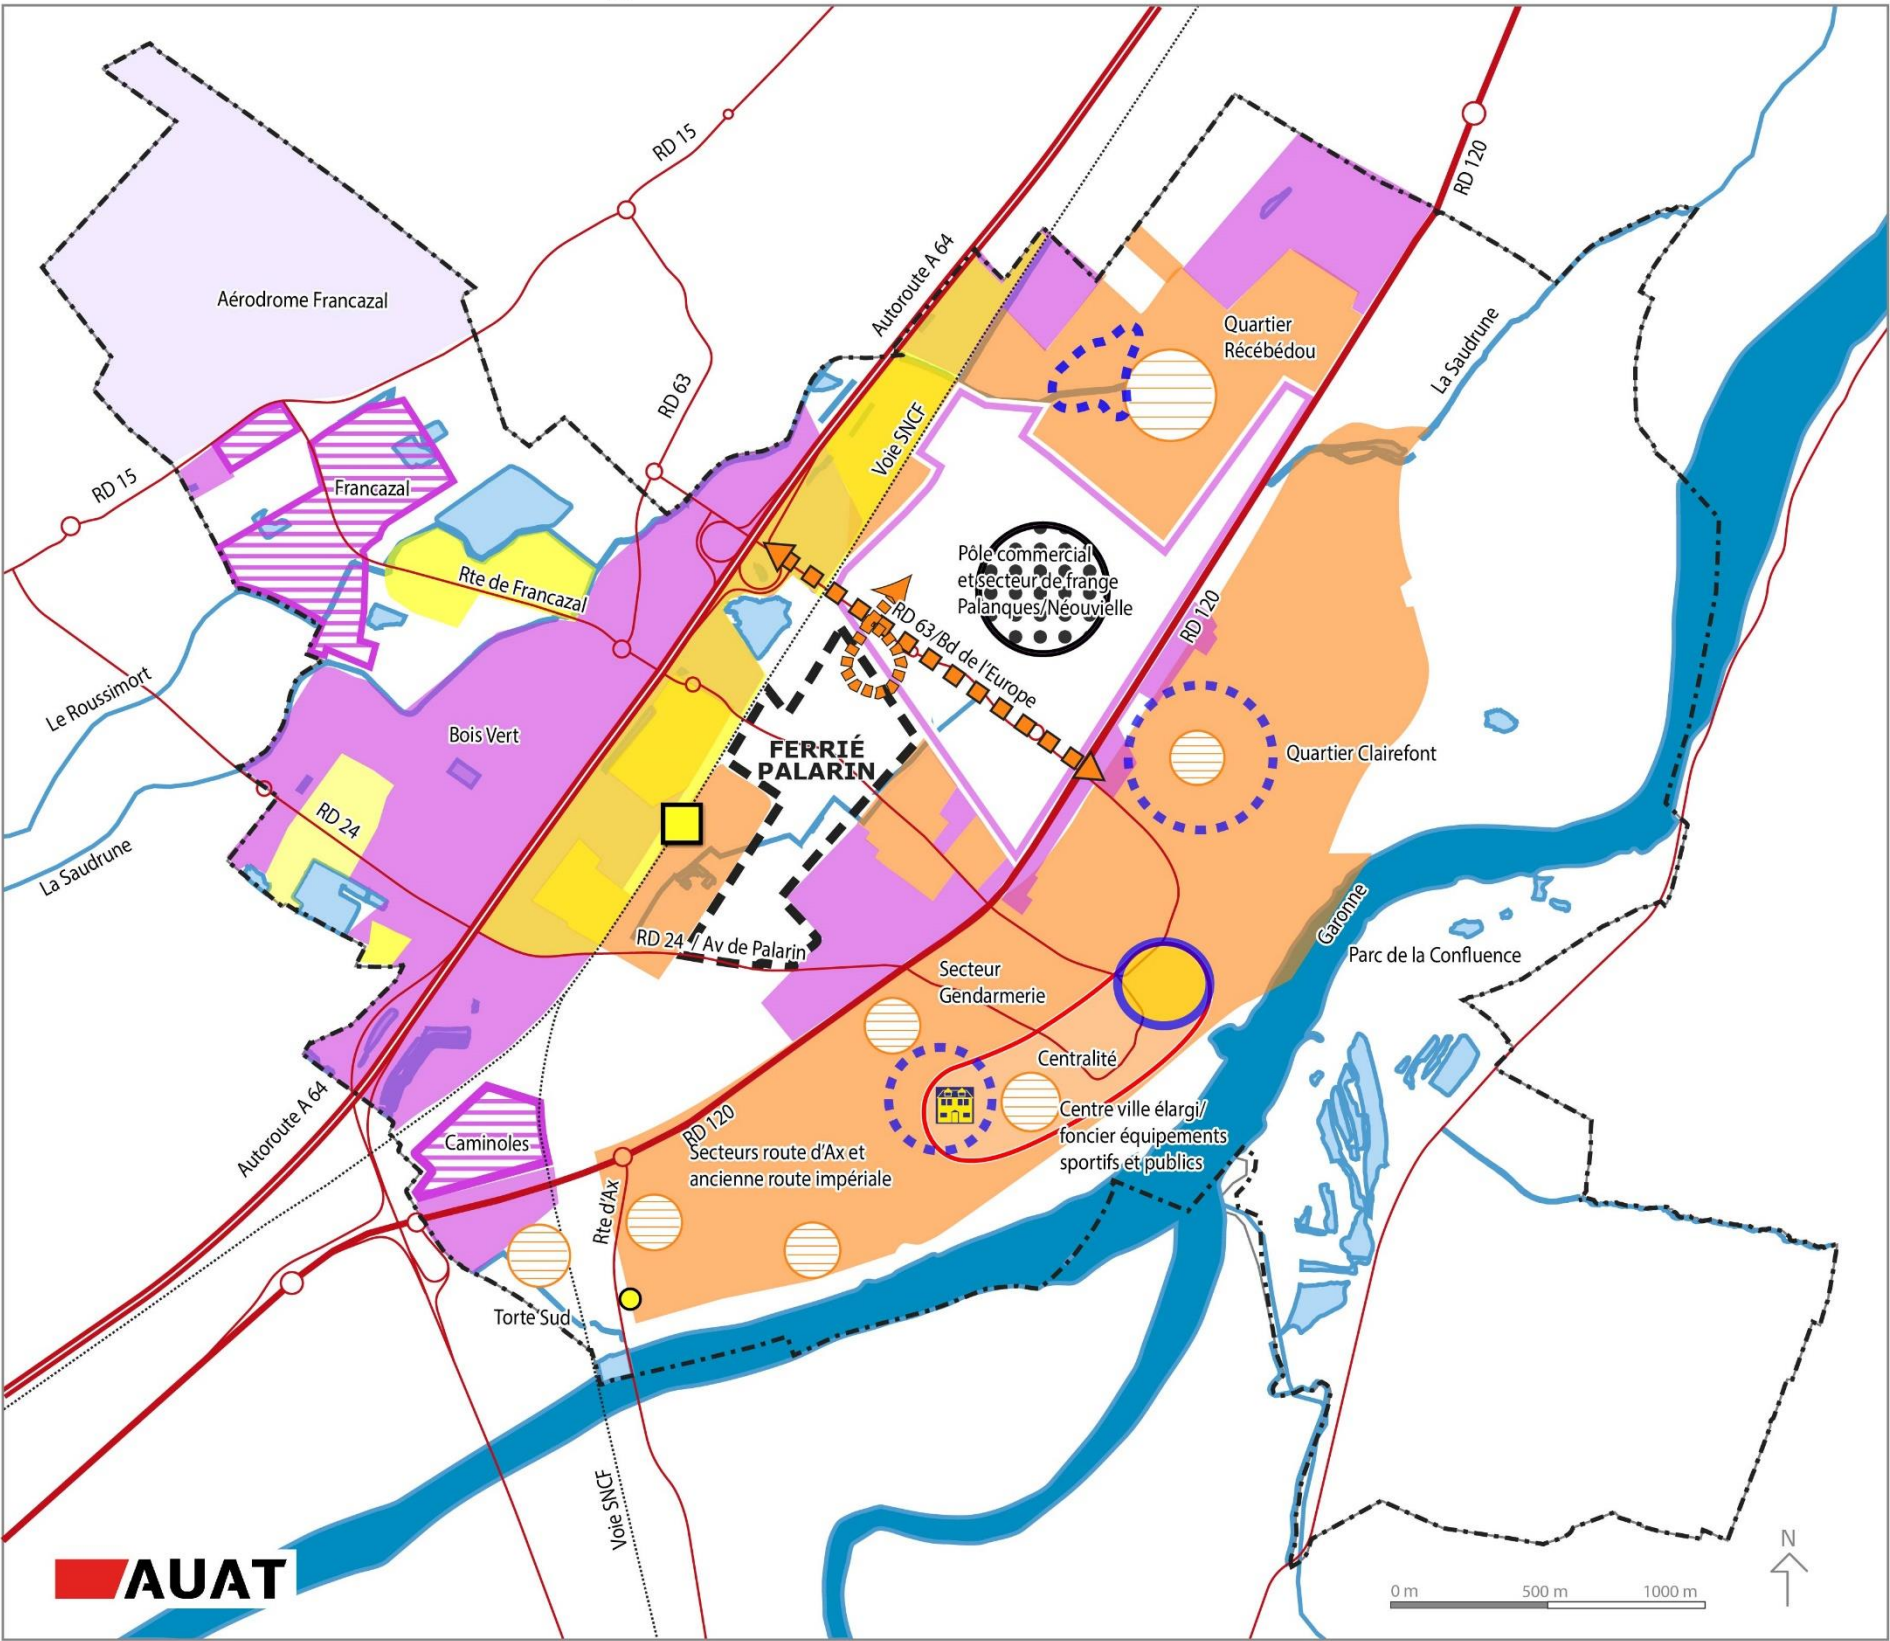 RD 15
RD 120
Autoroute A 64
Aérodrome Francazal
Quartier
Récébédou
La Saudrune
RD 63
Voie SNCF
RD 15
Francazal
Pôle commercial
et secteur de frange
Palanques/Néouvielle
Rte de Francazal
RD 63/Bd de l'Europe
RD 120
Le Roussimort
Bois Vert
FERRIÉ
PALARIN
Quartier Clairefont
RD 24
La Saudrune
RD 24 / Av de Palarin
Garonne
Parc de la Confluence
Secteur
Gendarmerie
Centralité
Autoroute A 64
Caminoles
RD 120
Centre ville élargi/
foncier équipements
sportifs et publics
Secteurs route d'Ax et
ancienne route impériale
Rte d'Ax
Torte Sud
Voie SNCF
AUAT
N
0 m 500 m 1000 m